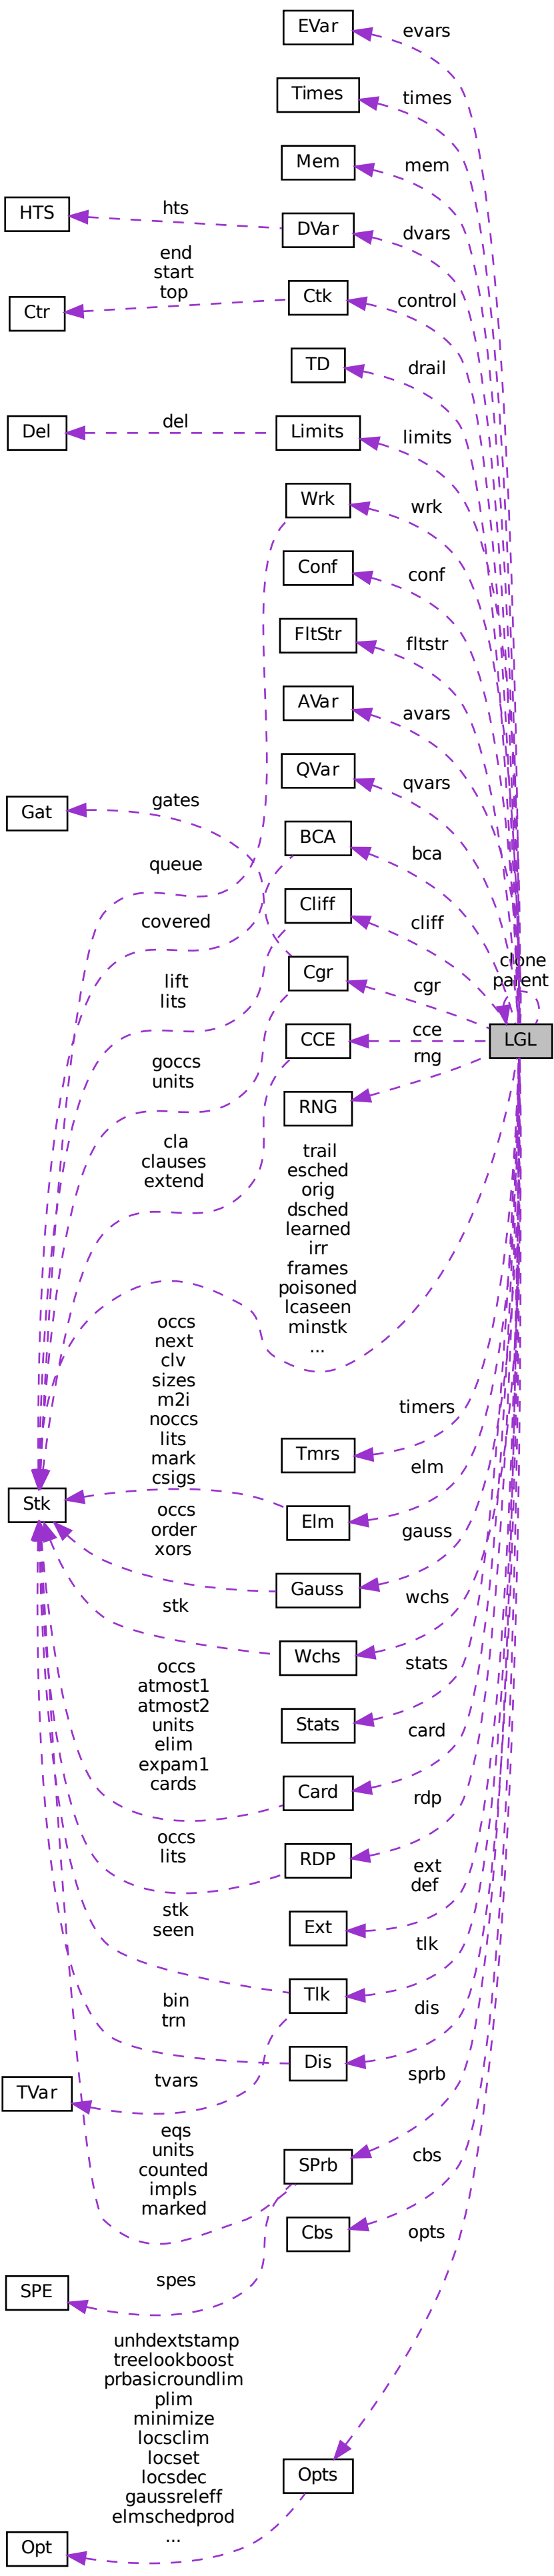 EVar
evars
Times
times
Mem
mem
HTS
hts
DVar
dvars
end
start
top
Ctr
Ctk
control
TD
drail
Del
del
Limits
limits
Wrk
wrk
Conf
conf
FltStr
fltstr
AVar
avars
QVar
qvars
Gat
gates
BCA
bca
queue
Cliff
cliff
covered
clone
parent
Cgr
cgr
lift
lits
LGL
CCE
cce
rng
goccs
units
RNG
cla
clauses
extend
trail
esched
orig
dsched
learned
irr
frames
poisoned
lcaseen
minstk
...
occs
next
clv
sizes
m2i
noccs
lits
mark
csigs
timers
Tmrs
elm
Stk
Elm
occs
order
xors
gauss
Gauss
stk
wchs
Wchs
stats
Stats
occs
atmost1
atmost2
units
elim
expam1
cards
card
Card
rdp
occs
lits
RDP
ext
def
stk
seen
Ext
tlk
Tlk
bin
trn
dis
Dis
TVar
tvars
sprb
eqs
units
counted
impls
marked
SPrb
cbs
Cbs
opts
SPE
spes
unhdextstamp
treelookboost
prbasicroundlim
plim
minimize
locsclim
locset
locsdec
gaussreleff
elmschedprod
...
Opts
Opt